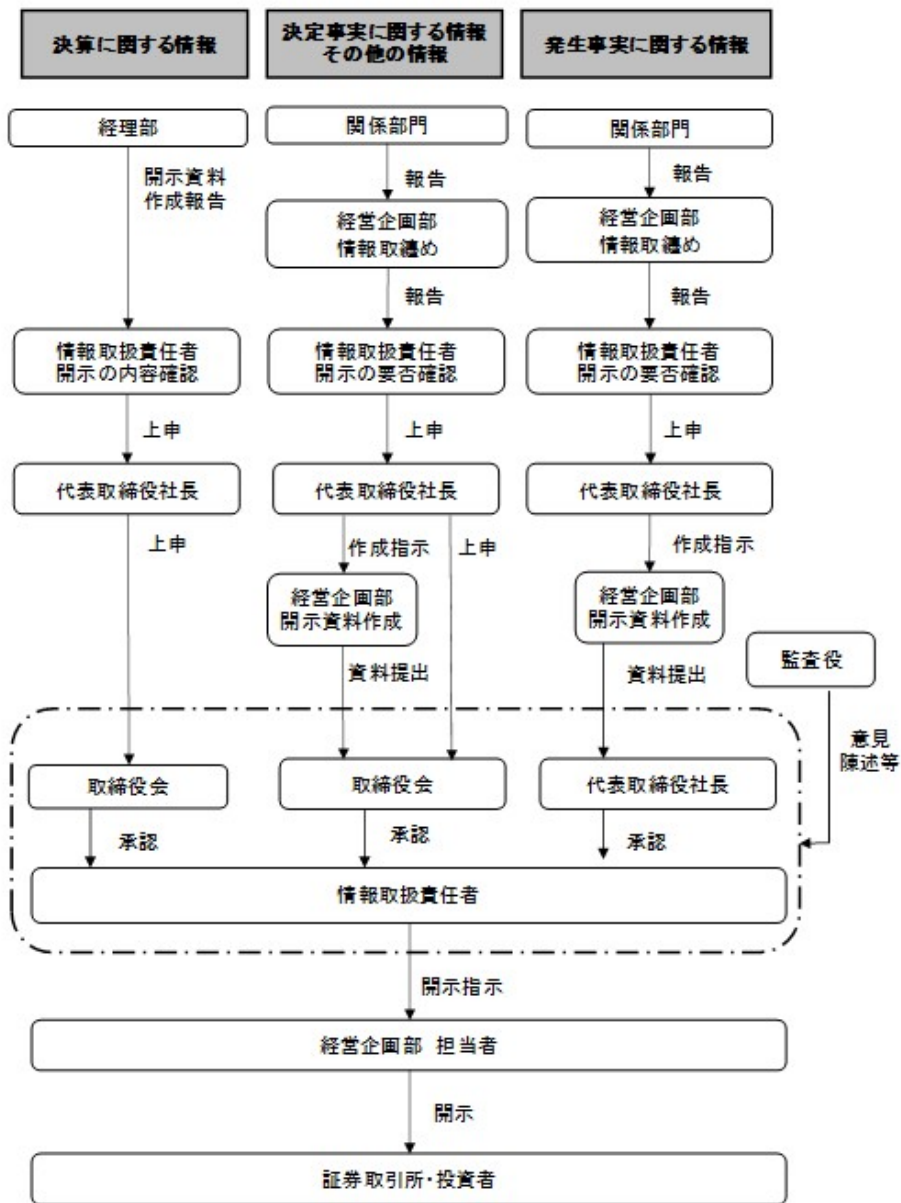 決算に関する情報
決定事実に関する情報
その他の情報
発生事実に関する情報
経理部
関係部門
関係部門
開示資料
作成報告
報告
報告
経営企画部
情報取纏め
経営企画部
情報取纏め
報告
報告
情報取扱責任者
開示の内容確認
情報取扱責任者
開示の要否確認
情報取扱責任者
開示の要否確認
上申
上申
上申
代表取締役社長
代表取締役社長
代表取締役社長
上申
作成指示
上申
作成指示
経営企画部
開示資料作成
経営企画部
開示資料作成
監査役
資料提出
資料提出
意見
陳述等
取締役会
取締役会
代表取締役社長
承認
承認
承認
情報取扱責任者
開示指示
経営企画部 担当者
開示
証券取引所・投資者